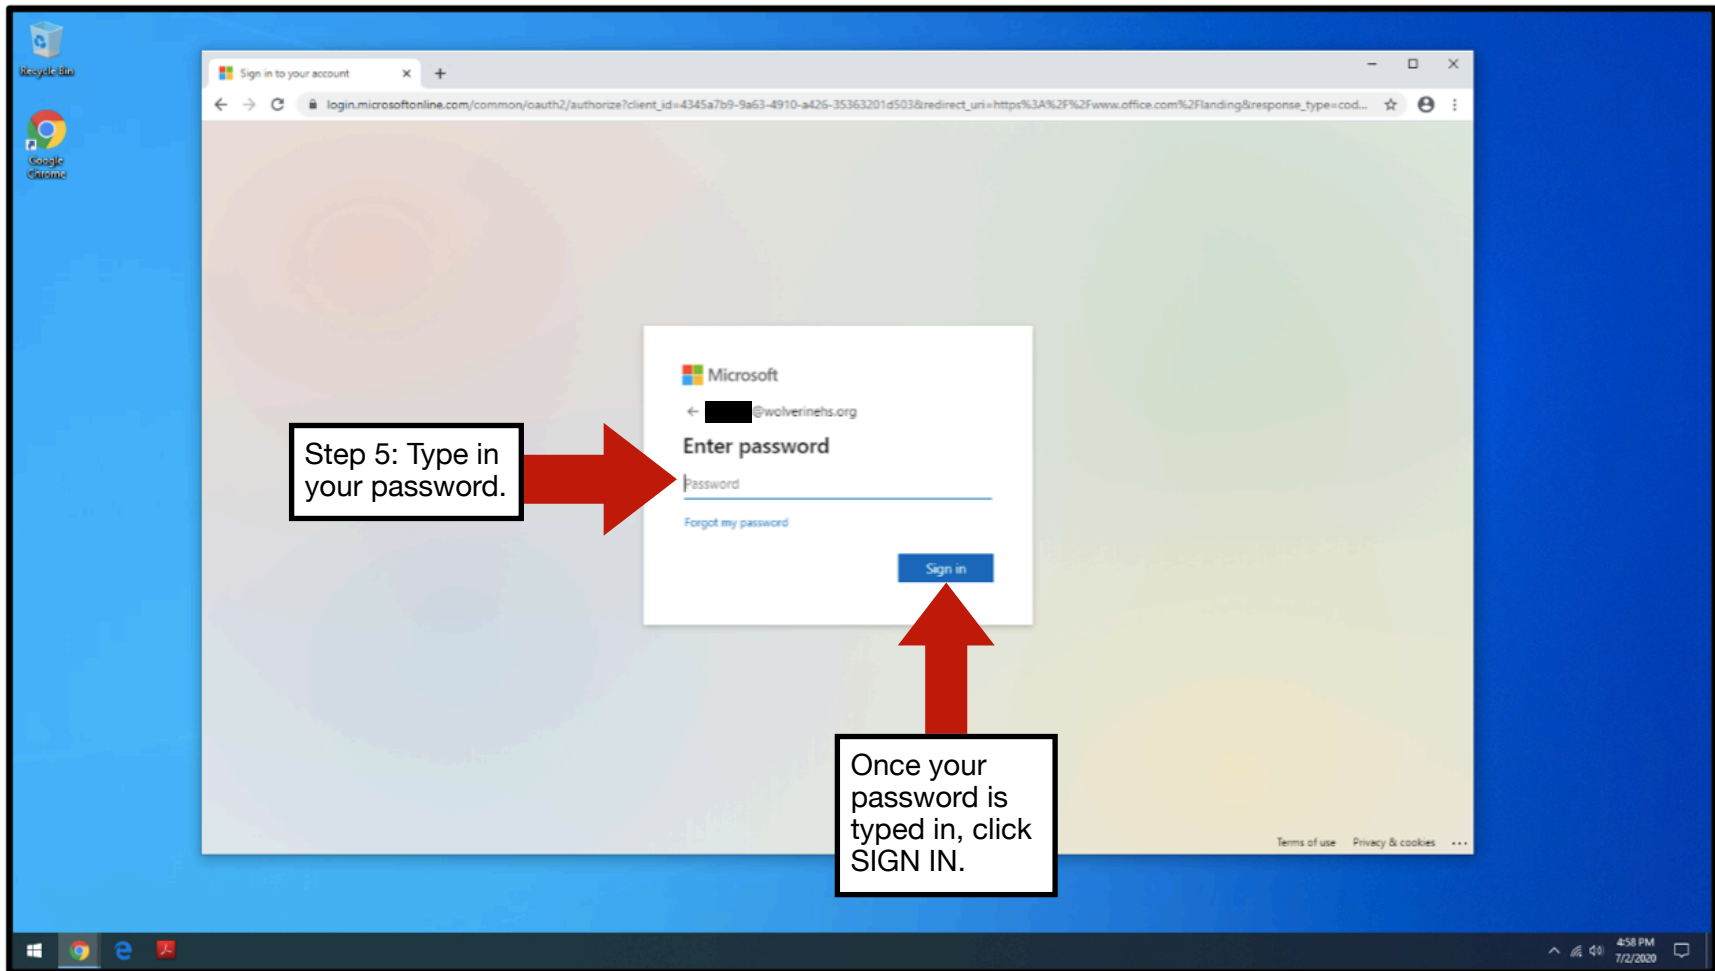 Recycle Bin
Google
Chrome
Sign in to your account
login.microsoftonline.com/common/oauth2/authorize?client_id=4345a7b9-9a63-4910-a426-35363201d503&redirect_uri=https%3A%2F%2Fwww.office.com%2Flanding&response_type=cod...
Microsoft
@wolverinehs.org
Enter password
Password
Forgot my password
Sign in
Step 5: Type in
your password.
Once your
password is
typed in, click
SIGN IN.
Terms of use Privacy & cookies ...
4:58 PM
7/2/2020